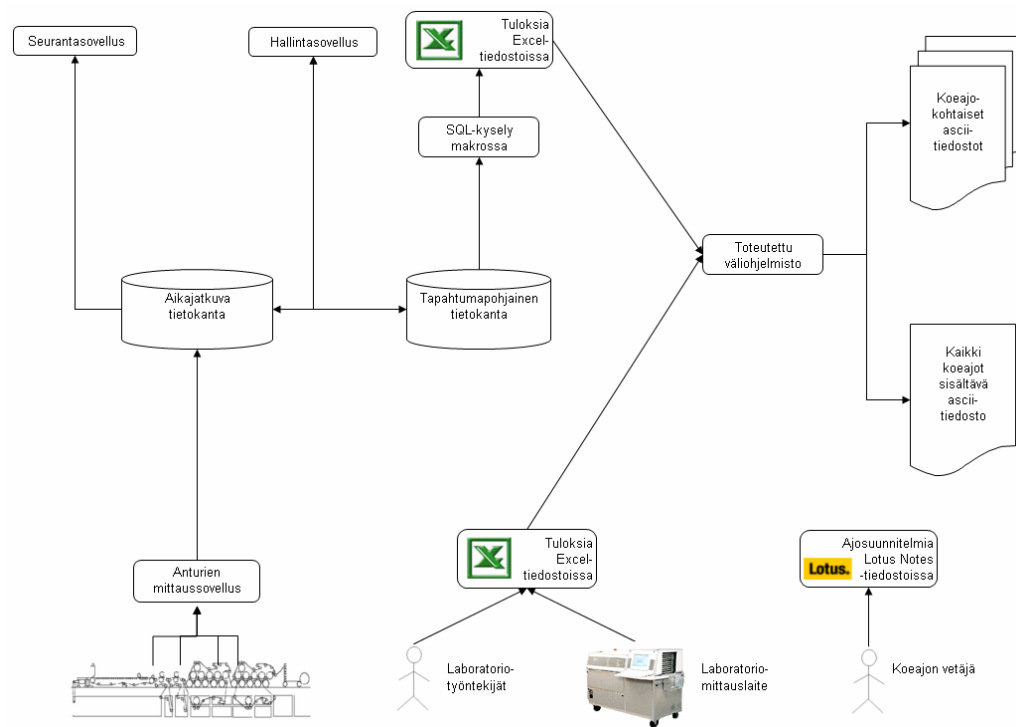 Seurantasovellus
Hallintasovellus
Tuloksia
Excel-
tiedostoissa
SQL-kysely
makrossa
Koeajo-
kohtaiset
ascii-
tiedostot
Toteutettu
väliohjelmisto
Aikajatkuva
tietokanta
Tapahtumapohjainen
tietokanta
Kaikki
koeajot
sisältävä
ascii-
tiedosto
Anturien
mittaussovellus
Tuloksia
Excel-
tiedostoissa
Ajosuunnitelmia
Lotus Notes
-tiedostoissa
Lotus.
Laboratorio-
työntekijät
Laboratorio-
mittauslaite
Koeajon vetäjä